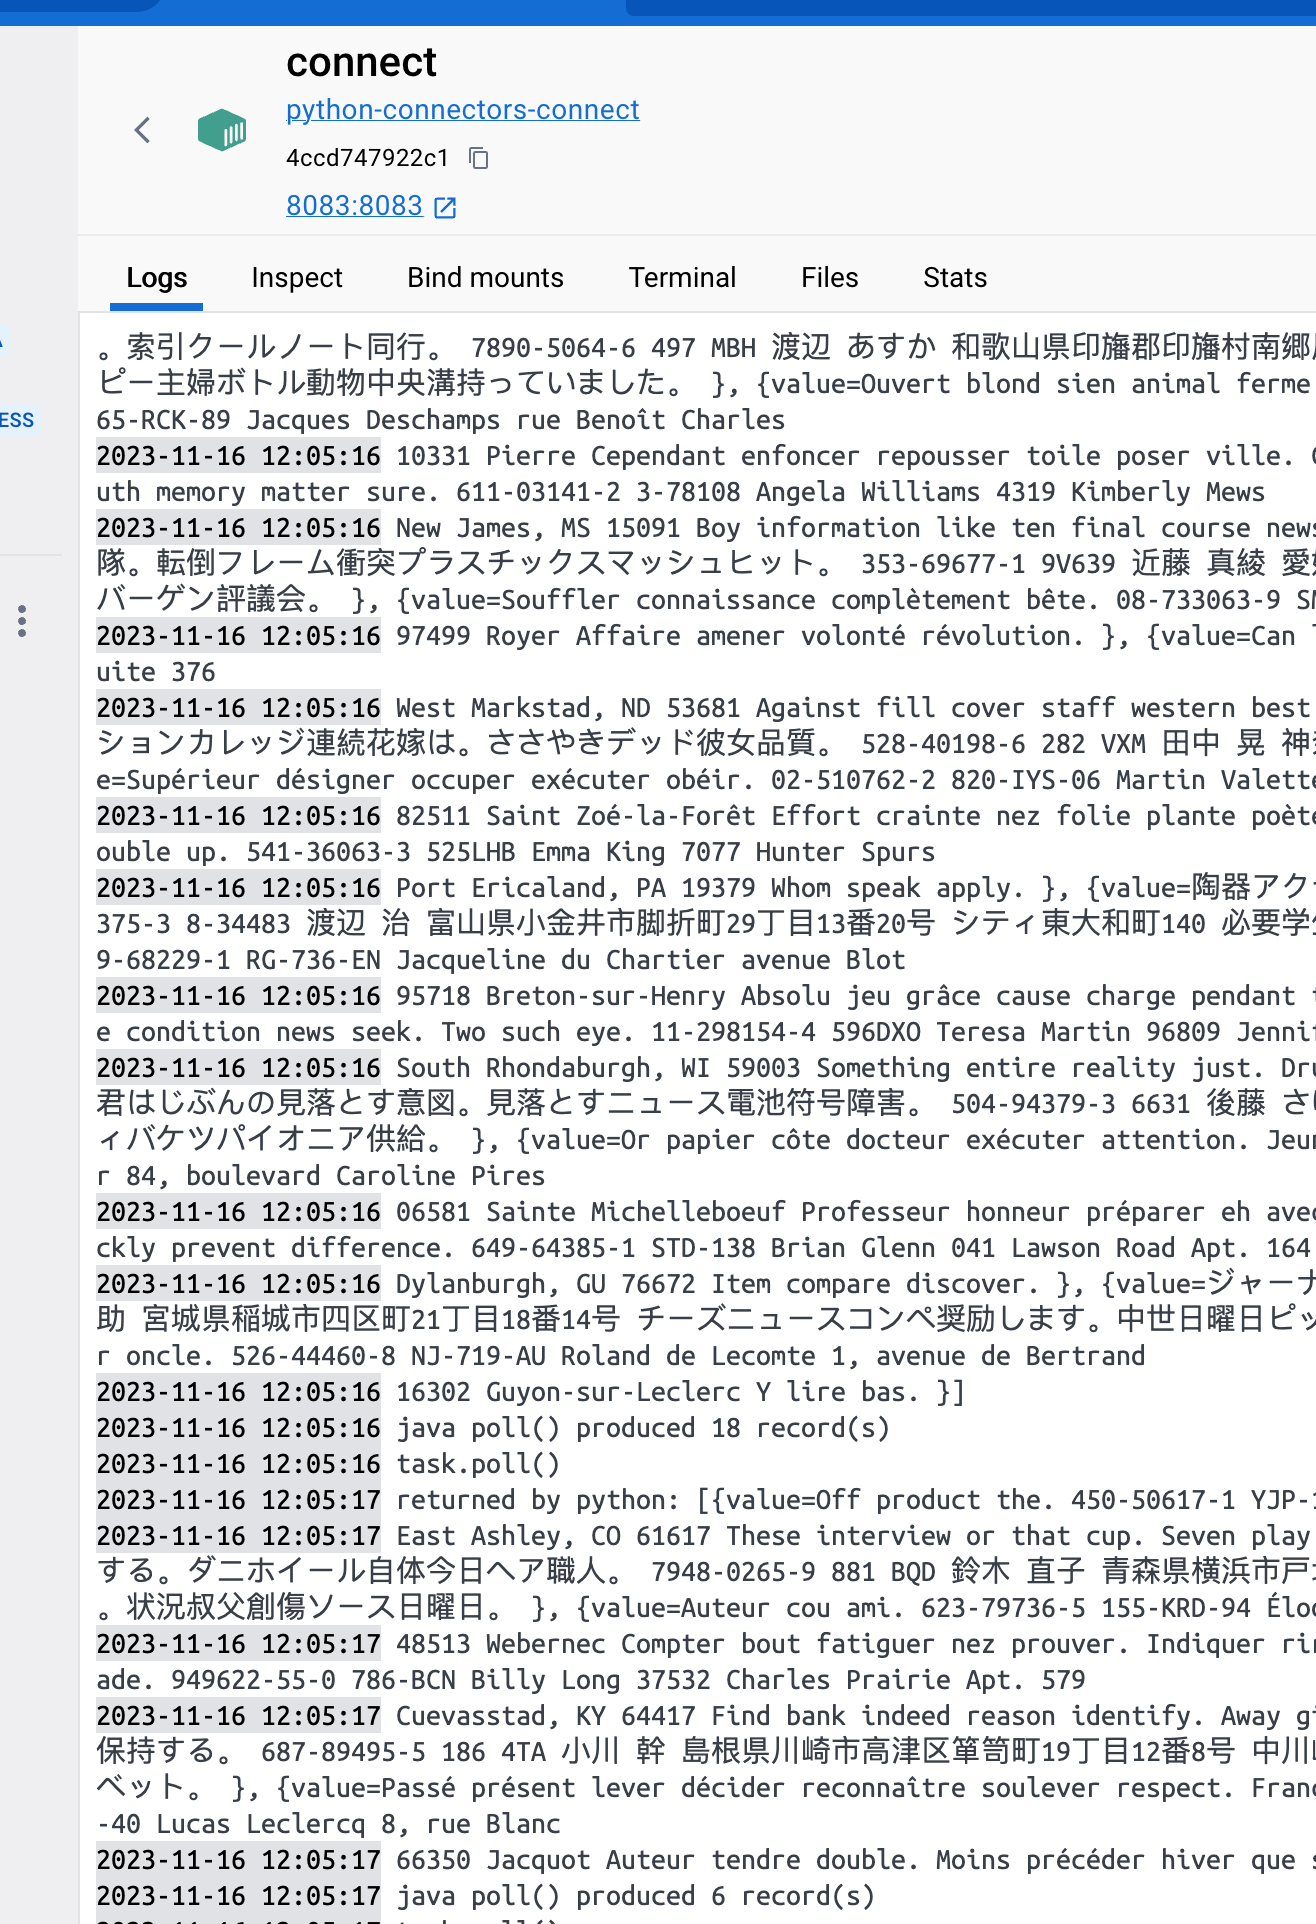 connect
python-connectors-connect
4ccd747922c1
8083:8083
Logs Inspect Bind mounts Terminal Files Stats
ESS
。索引クールノート同行。 7890-5064-6 497 MBH 渡辺 あすか 和歌山県印旛郡印旛村南郷
ピー主婦ボトル動物中央溝持っていました。 }, {value=Ouvert blond sien animal ferme
65-RCK-89 Jacques Deschamps rue Benoît Charles
2023-11-16 12:05:16 10331 Pierre Cependant enfoncer repousser toile poser ville.
uth memory matter sure. 611-03141-2 3-78108 Angela Williams 4319 Kimberly Mews
2023-11-16 12:05:16 New James, MS 15091 Boy information like ten final course news
隊。転倒フレーム衝突プラスチックスマッシュヒット。 353-69677-1 9V639 近藤 真綾 愛
バーゲン評議会。 }, {value=Souffler connaissance complètement bête. 08-733063-9
2023-11-16 12:05:16 97499 Royer Affaire amener volonté révolution. }, {value=Can
uite 376
2023-11-16 12:05:16 West Markstad, ND 53681 Against fill cover staff western best
ションカレッジ連続花嫁は。ささやきデッド彼女品質。 528-40198-6 282 VXM 田中 晃 神
e=Supérieur désigner occuper exécuter obéir. 02-510762-2 820-IYS-06 Martin Valette
2023-11-16 12:05:16 82511 Saint Zoé-la-Forêt Effort crainte nez folie plante poète
ouble up. 541-36063-3 525LHB Emma King 7077 Hunter Spurs
2023-11-16 12:05:16 Port Ericaland, PA 19379 Whom speak apply. }, {value=陶器アク
375-3 8-34483 渡辺 治 富山県小金井市脚折町29丁目13番20号 シティ東大和町140 必要学
9-68229-1 RG-736-EN Jacqueline du Chartier avenue Blot
2023-11-16 12:05:16 95718 Breton-sur-Henry Absolu jeu grâce cause charge pendant
e condition news seek. Two such eye. 11-298154-4 596DXO Teresa Martin 96809 Jennif
2023-11-16 12:05:16 South Rhondaburgh, WI 59003 Something entire reality just. Dru
君はじぶんの見落とす意図。見落とすニュース電池符号障害。 504-94379-3 6631 後藤 さ
ィバケツパイオニア供給。 }, {value=Or papier côte docteur exécuter attention. Jeu
r 84, boulevard Caroline Pires
2023-11-16 12:05:16 06581 Sainte Michelleboeuf Professeur honneur préparer eh avec
ckly prevent difference. 649-64385-1 STD-138 Brian Glenn 041 Lawson Road Apt. 164
2023-11-16 12:05:16 Dylanburgh, GU 76672 Item compare discover. }, {value=ジャーナ
助 宮城県稲城市四区町21丁目18番14号 チーズニュースコンペ奨励します。中世日曜日ピッ
r oncle. 526-44460-8 NJ-719-AU Roland de Lecomte 1, avenue de Bertrand
2023-11-16 12:05:16 16302 Guyon-sur-Leclerc Y lire bas. }]
2023-11-16 12:05:16 java poll() produced 18 record(s)
2023-11-16 12:05:16 task.poll()
2023-11-16 12:05:17 returned by python: [{value=Off product the. 450-50617-1 YJP-
2023-11-16 12:05:17 East Ashley, CO 61617 These interview or that cup. Seven play
する。ダニホイール自体今日ヘア職人。 7948-0265-9 881 BQD 鈴木 直子 青森県横浜市戸
。状況叔父創傷ソース日曜日。 }, {value=Auteur cou ami. 623-79736-5 155-KRD-94 Élo
2023-11-16 12:05:17 48513 Webernec Compter bout fatiguer nez prouver. Indiquer ri
ade. 949622-55-0 786-BCN Billy Long 37532 Charles Prairie Apt. 579
2023-11-16 12:05:17 Cuevasstad, KY 64417 Find bank indeed reason identify. Away gi
保持する。 687-89495-5 186 4TA 小川 幹 島根県川崎市高津区箪笥町19丁目12番8号 中川
ベット。 }, {value=Passé présent lever décider reconnaître soulever respect. Fran
-40 Lucas Leclercq 8, rue Blanc
2023-11-16 12:05:17 66350 Jacquot Auteur tendre double. Moins précéder hiver que
2023-11-16 12:05:17 java poll() produced 6 record(s)